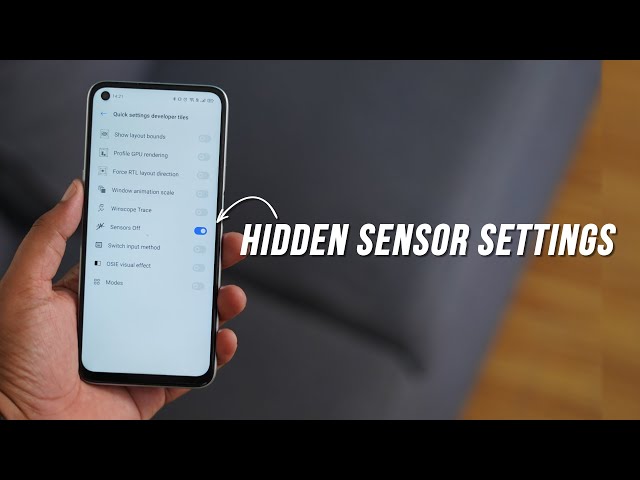 14:21
Quick settings developer tiles
Show layout bounds
Profile GPU rendering
Force RTL layout direction
Window animation scale
Winscope Trace
Sensors Off
HIDDEN SENSOR SETTINGS
Switch input method
OSIE visual effect
Modes